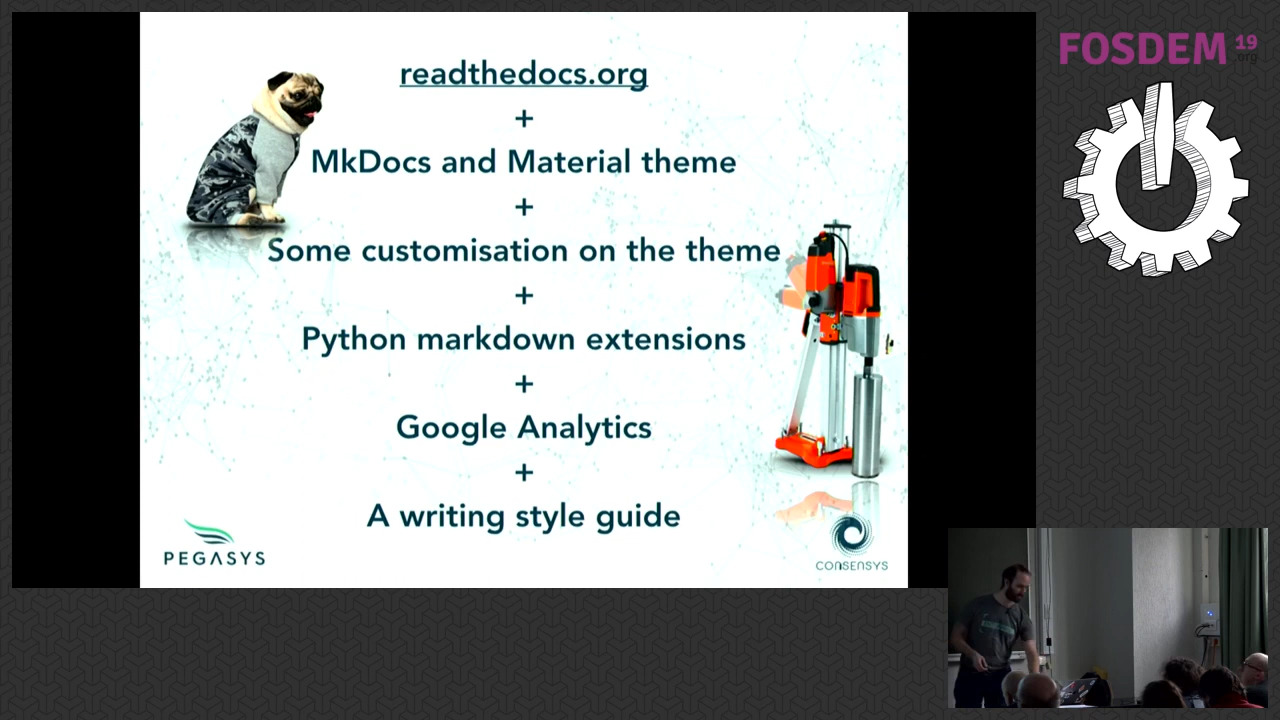 readthedocs.org
+
MkDocs and Material theme
+
Some customisation on the theme
+
Python markdown extensions
+
Google Analytics
+
A writing style guide
PEGASYS
CONSENSYS
FOSDEM 19
.org